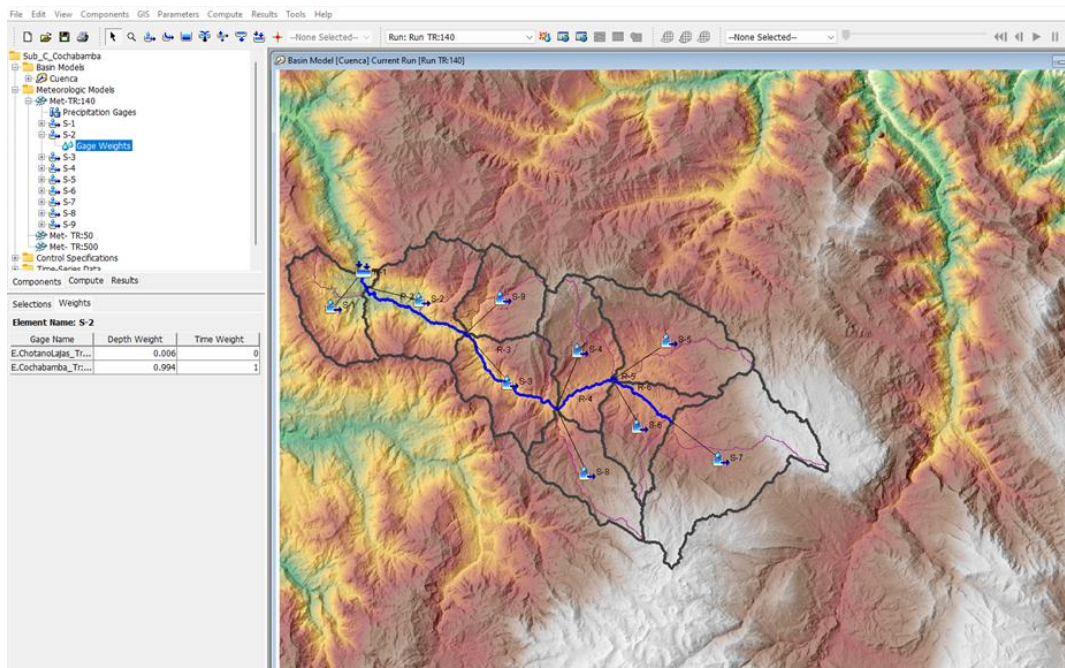 File Edit View Components GIS Parameters Compute Results Tools Help
--None Selected-- Run: Run TR:140 --None Selected--
Sub_C_Cochabamba
Basin Models
Cuenca
Meteorologic Models
Met-TR:140
Precipitation Gages
S-1
S-2
Gage Weights
S-3
S-4
S-5
S-6
S-7
S-8
S-9
Met- TR:50
Met- TR:500
Control Specifications
Time-Series Data
Components Compute Results
Selections Weights
Element Name: S-2
Gage Name Depth Weight Time Weight
E.ChotanoLajas_Tr... 0.006 0
E.Cochabamba_Tr:... 0.994 1
Basin Model [Cuenca] Current Run [Run TR:140]
S-1
R-2
S-2
S-9
R-3
S-3
S-4
S-5
R-5
R-6
R-4
S-6
S-7
S-8